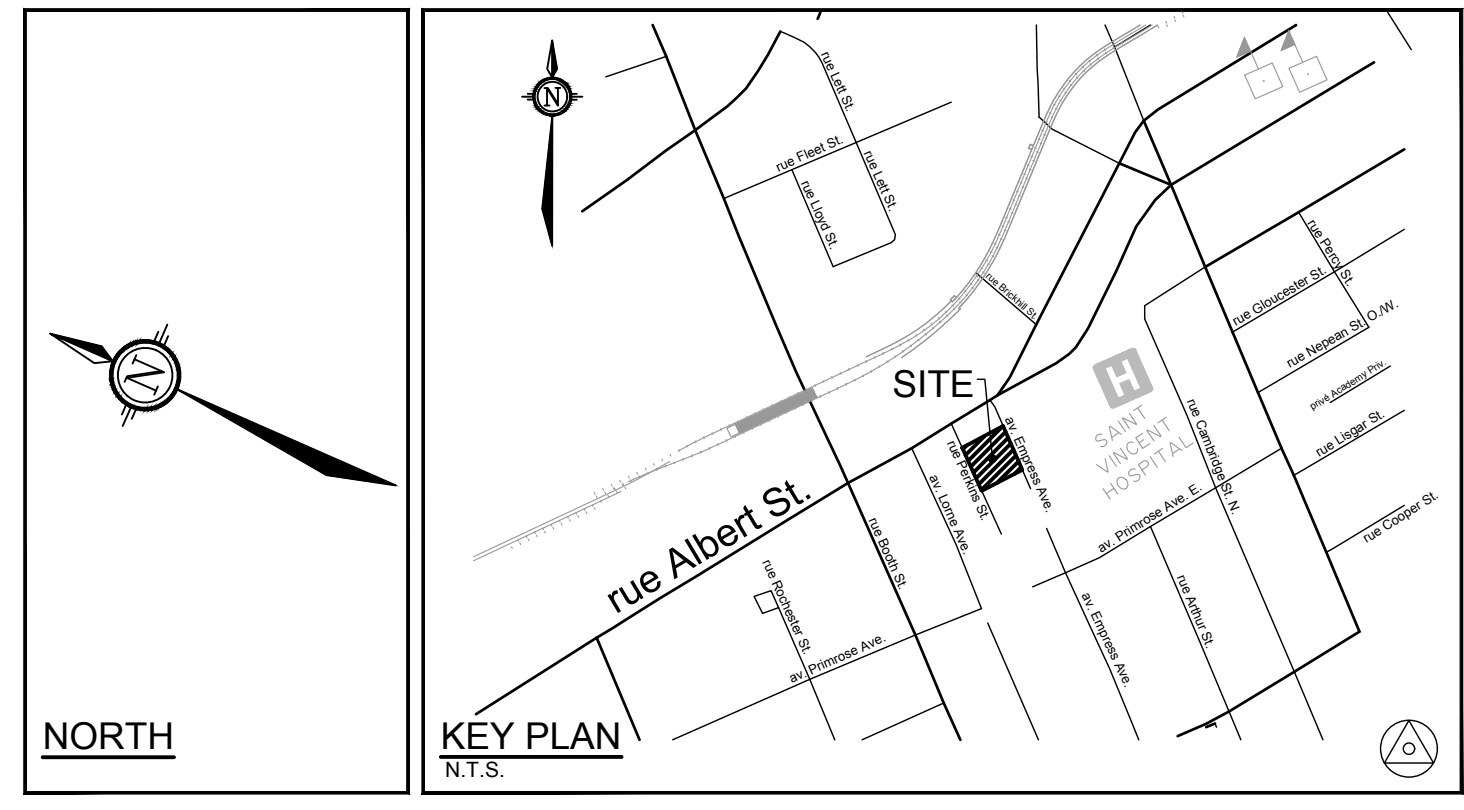 N
NORTH
N
rue Lett St.
rue Fleet St.
rue Lett St.
rue Lloyd St.
rue Brickhill St.
rue Percy St.
rue Gloucester St.
rue Nepean St. O./W.
privé Academy Priv.
rue Lisgar St.
rue Cooper St.
H
SAINT
VINCENT
HOSPITAL
rue Cambridge St. N.
SITE
av. Empress Ave.
rue Perkins St.
av. Lorne Ave.
rue Albert St.
rue Booth St.
av. Primrose Ave. E.
rue Rochester St.
av. Primrose Ave.
av. Empress Ave.
rue Arthur St.
KEY PLAN
N.T.S.